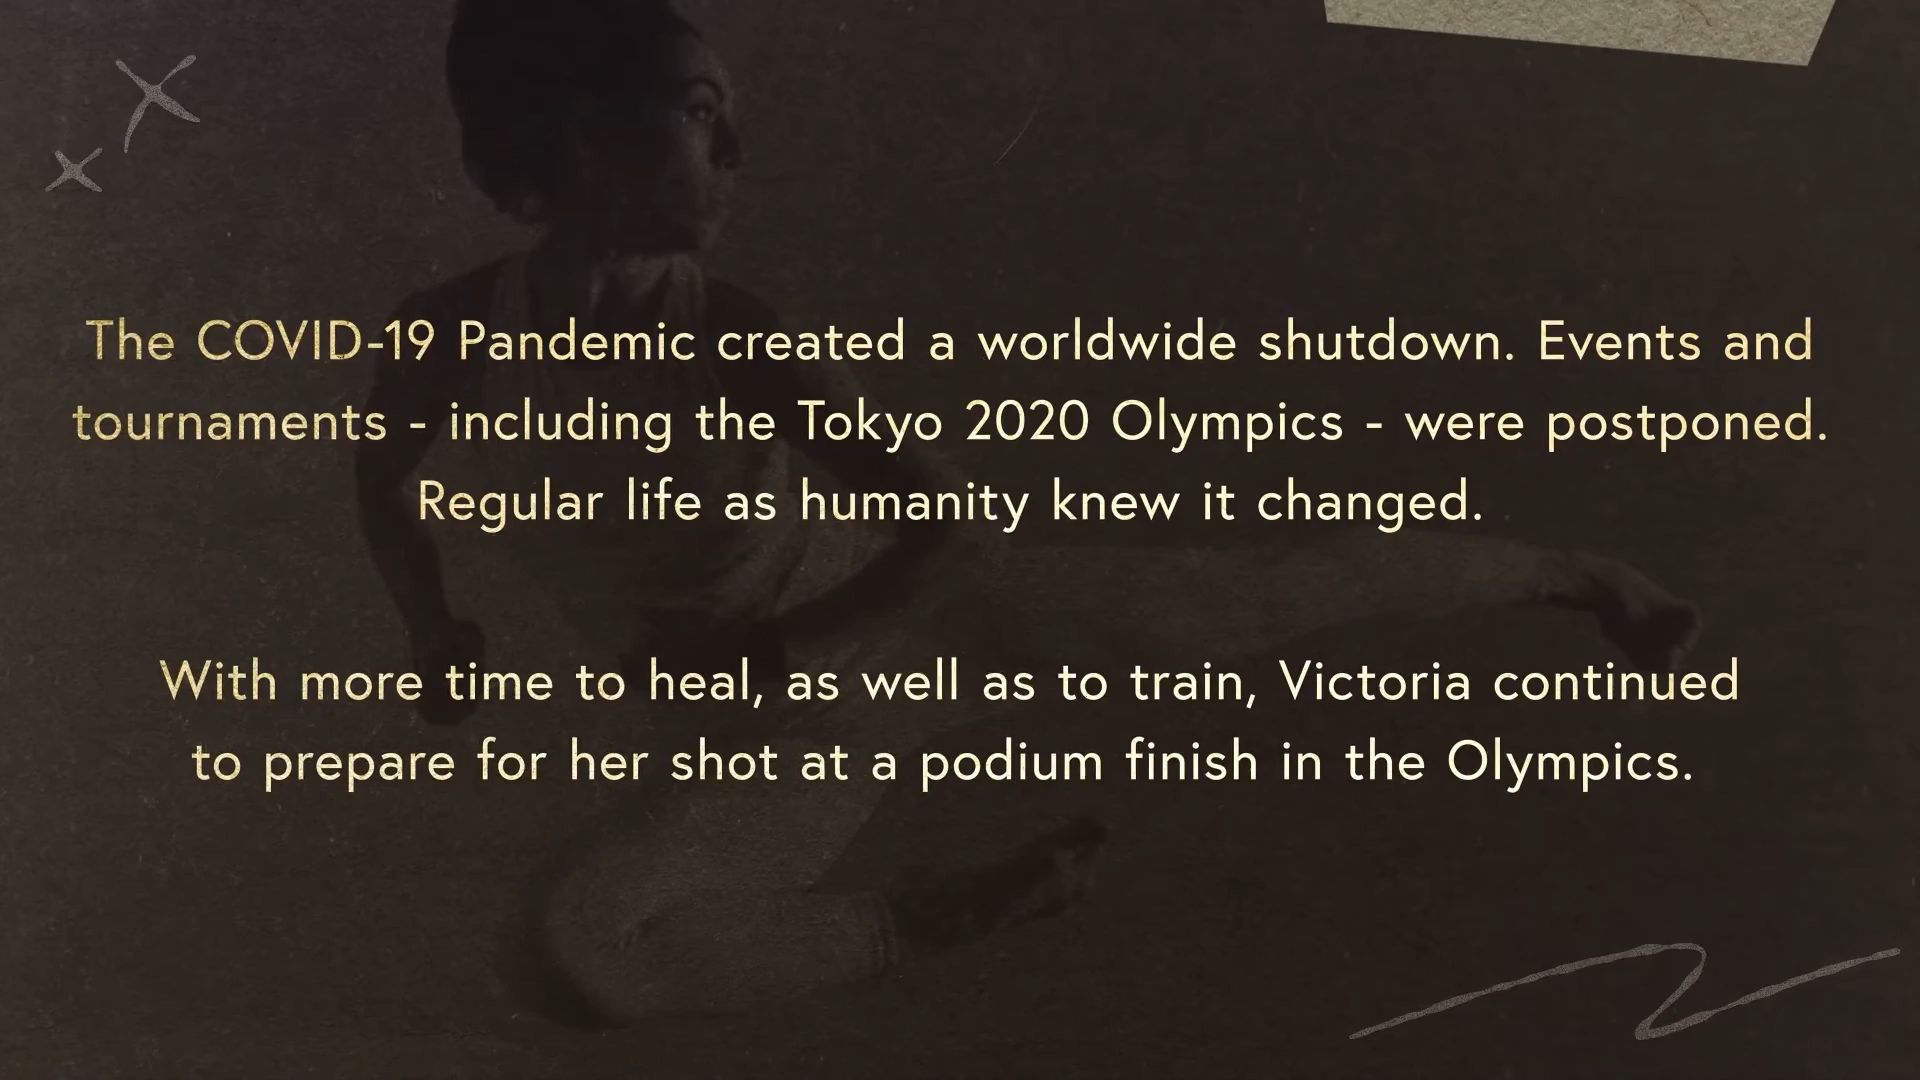 The COVID-19 Pandemic created a worldwide shutdown. Events and
tournaments - including the Tokyo 2020 Olympics - were postponed.
Regular life as humanity knew it changed.
With more time to heal, as well as to train, Victoria continued
to prepare for her shot at a podium finish in the Olympics.